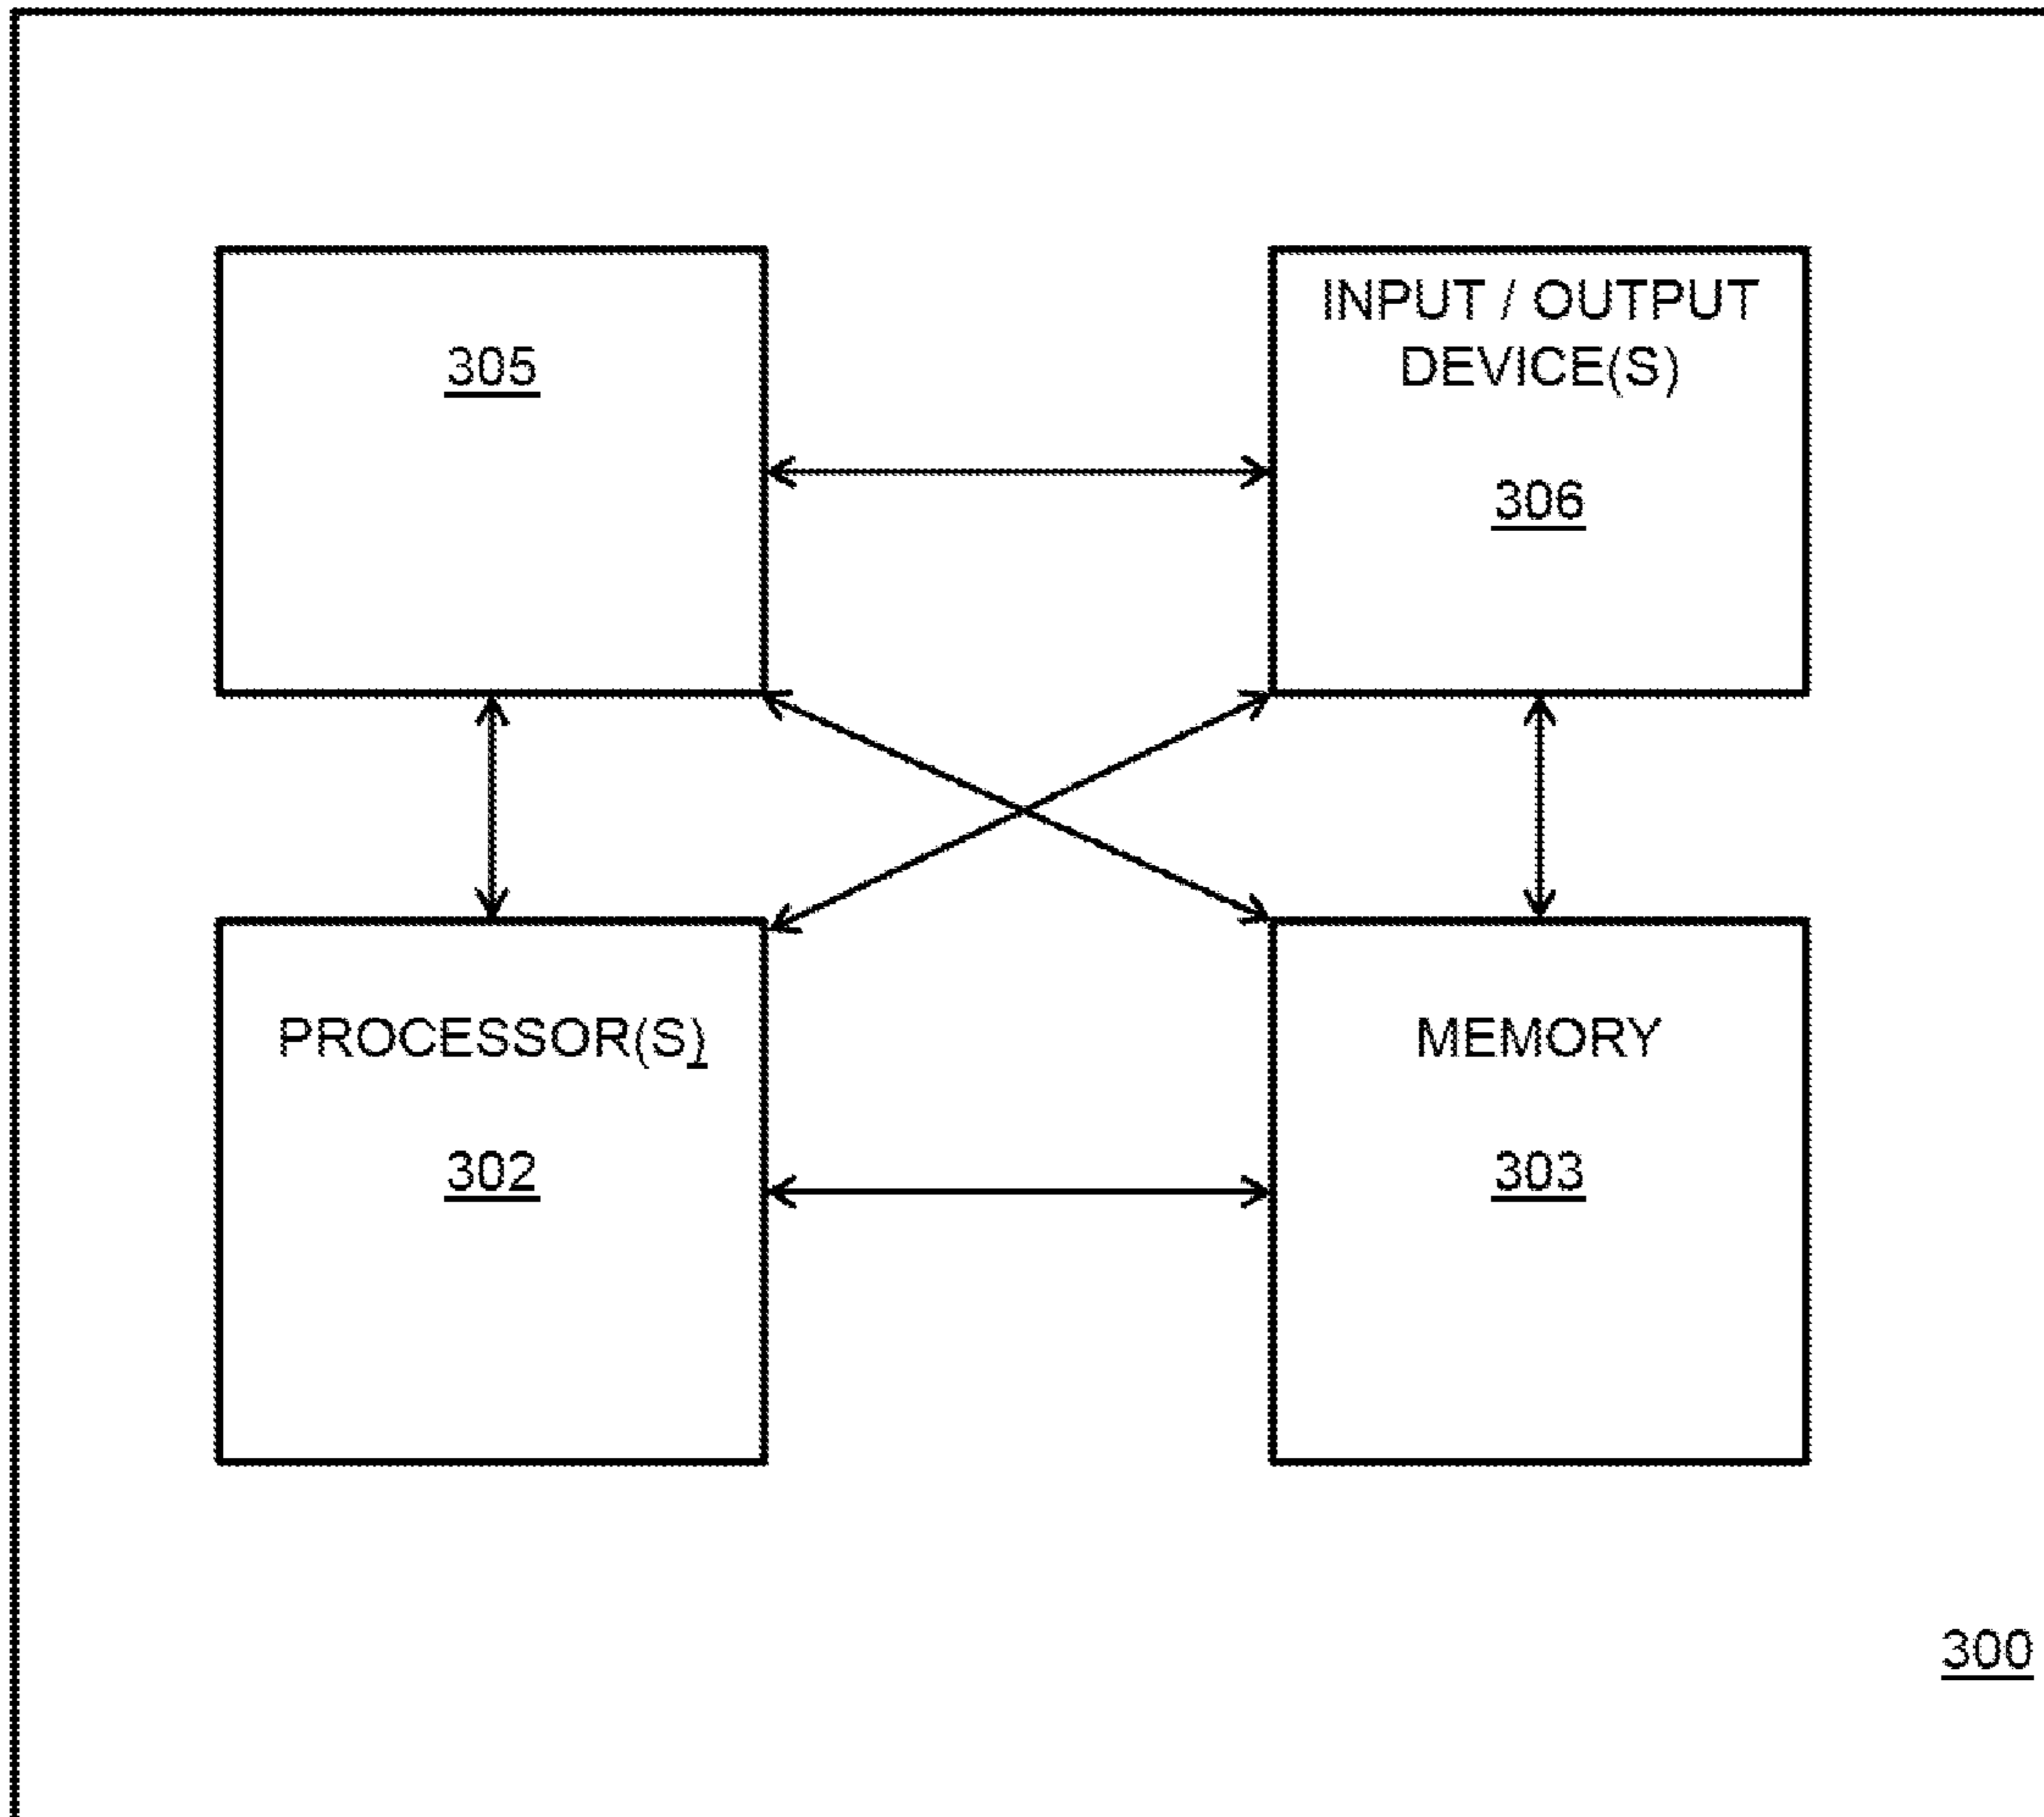 305
INPUT / OUTPUT
DEVICE(S)
306
PROCESSOR(S)
302
MEMORY
303
300